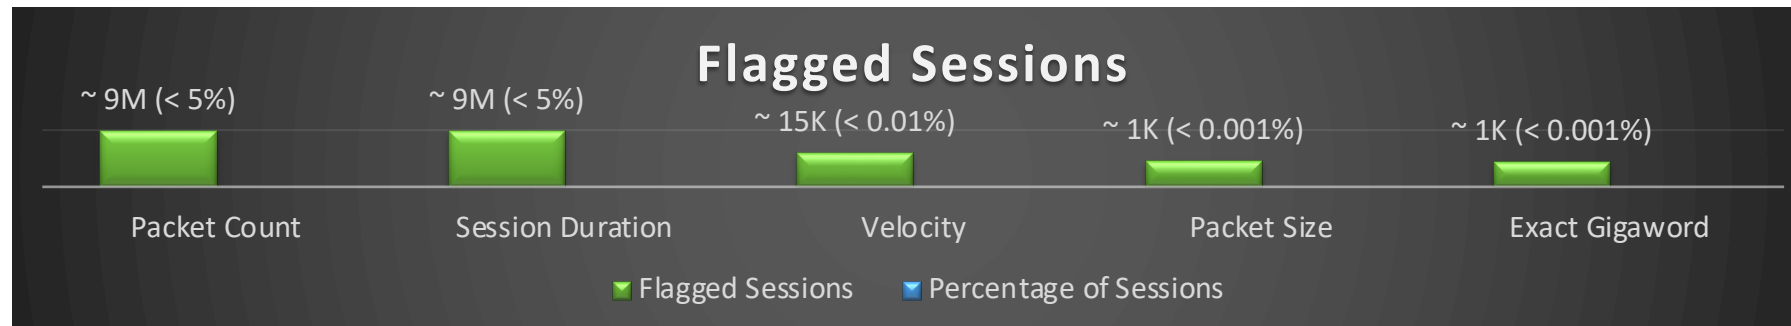 Flagged Sessions
~ 9M (< 5%)
~ 9M (< 5%)
~ 15K (< 0.01%)
~ 1K (< 0.001%)
~ 1K (< 0.001%)
Packet Count
Session Duration
Velocity
Packet Size
Exact Gigaword
Flagged Sessions
Percentage of Sessions